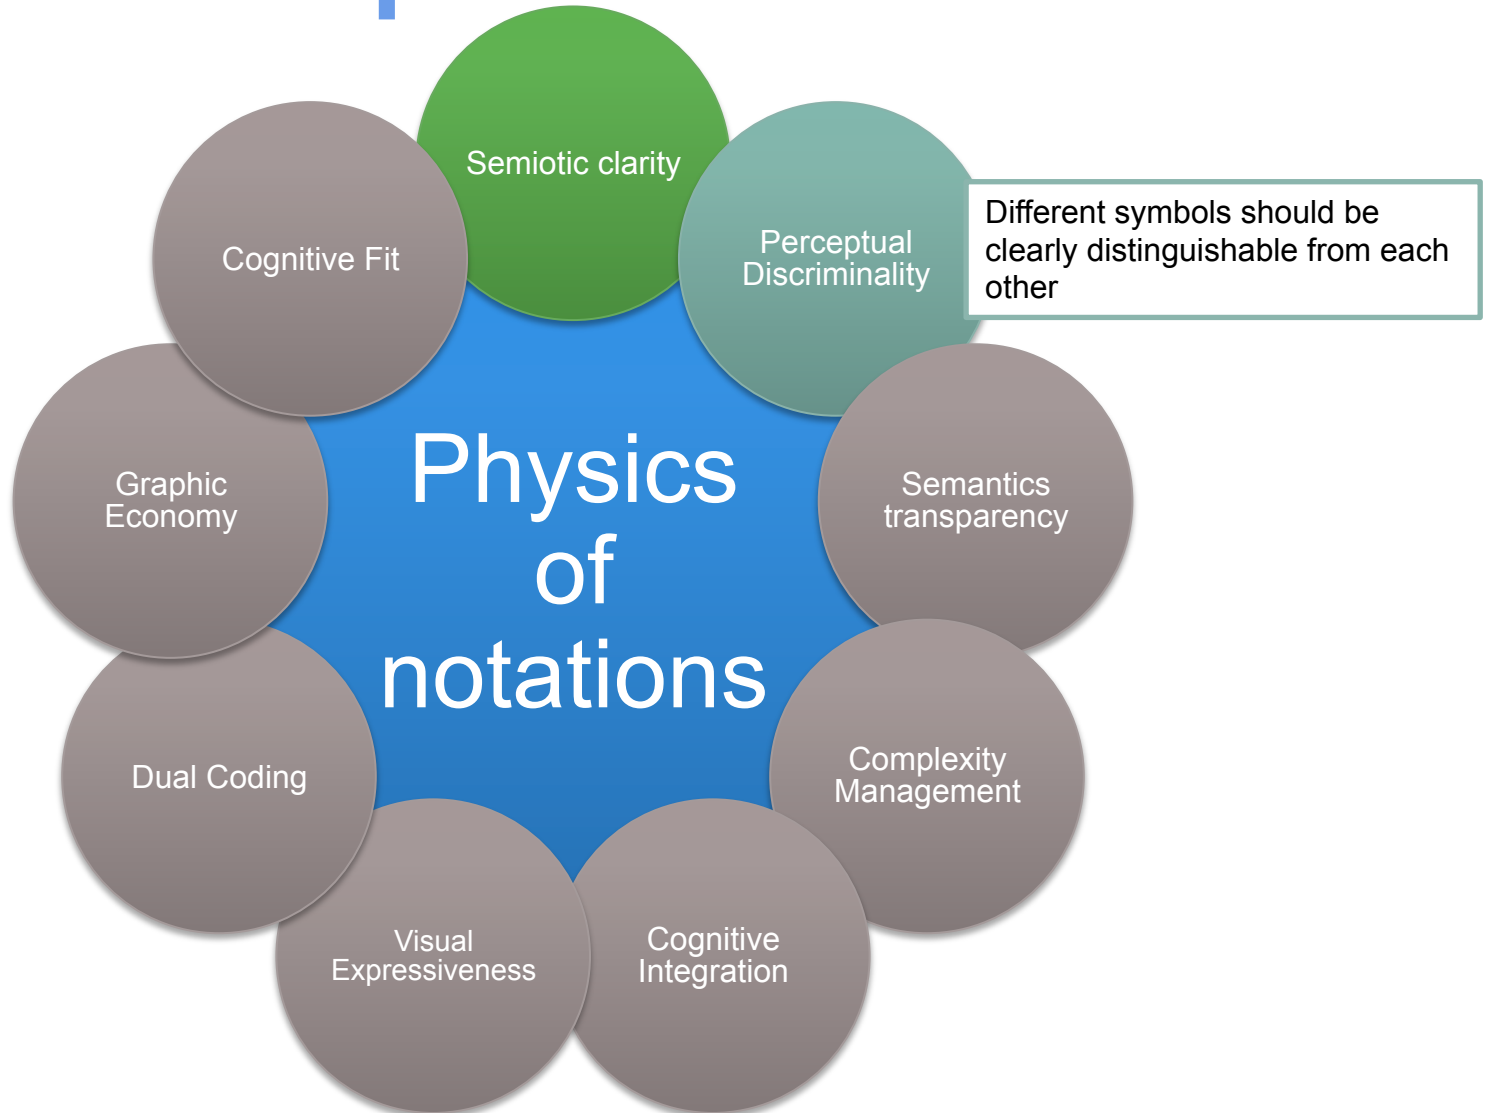 Semiotic clarity
Perceptual
Discriminality
Different symbols should be
clearly distinguishable from each
other
Cognitive Fit
Semantics
transparency
Graphic
Economy
Physics
of
notations
Complexity
Management
Dual Coding
Cognitive
Integration
Visual
Expressiveness